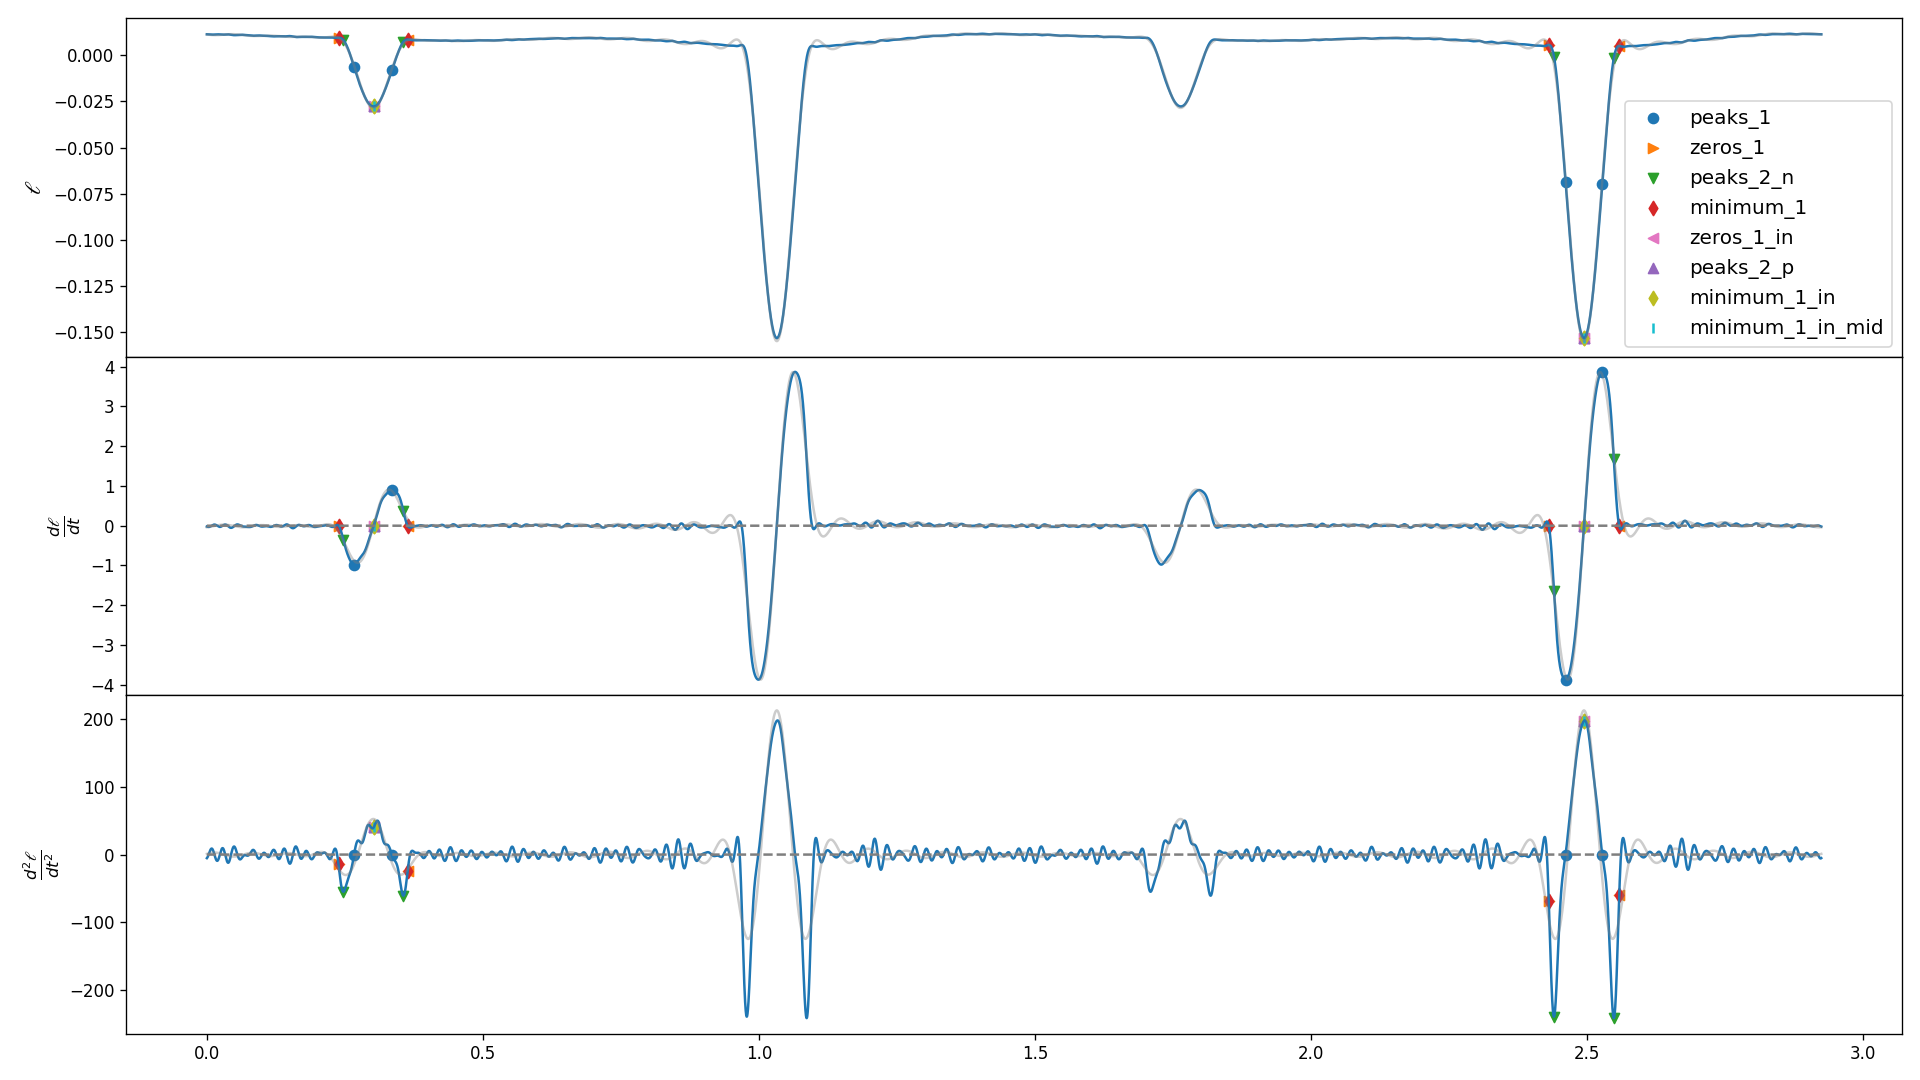 0.000
−0.025
−0.050
−0.075
−0.100
−0.125
−0.150
ℓ
peaks_1
zeros_1
peaks_2_n
minimum_1
zeros_1_in
peaks_2_p
minimum_1_in
minimum_1_in_mid
4
3
2
1
0
−1
−2
−3
−4
dℓ
dt
200
100
0
−100
−200
d²ℓ
dt²
0.0 0.5 1.0 1.5 2.0 2.5 3.0